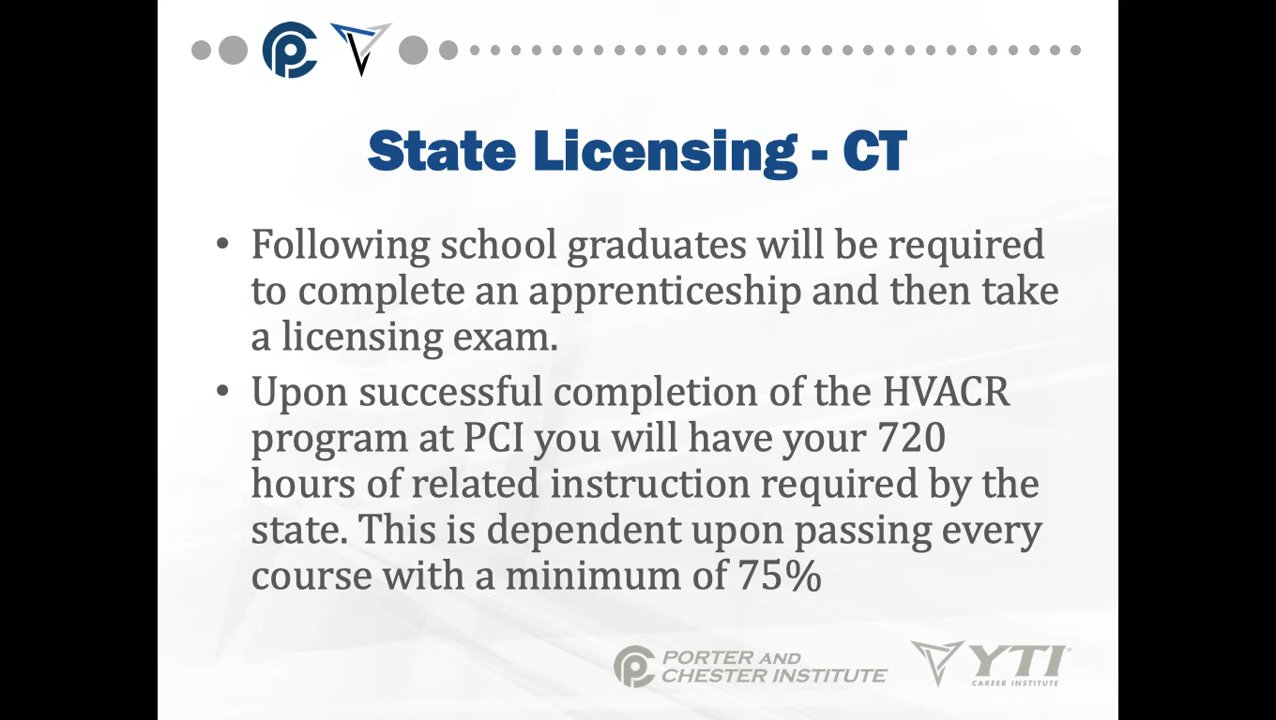 State Licensing - CT
• Following school graduates will be required
to complete an apprenticeship and then take
a licensing exam.
• Upon successful completion of the HVACR
program at PCI you will have your 720
hours of related instruction required by the
state. This is dependent upon passing every
course with a minimum of 75%
PORTER AND
CHESTER INSTITUTE
YTI®
CAREER INSTITUTE